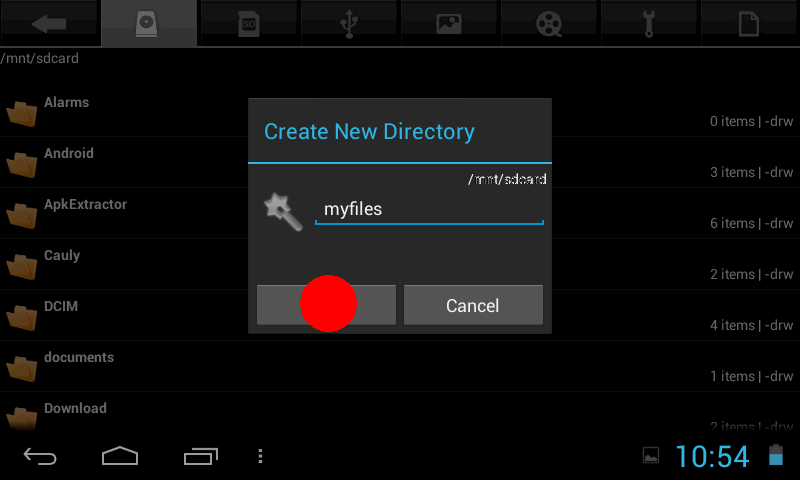 SD
/mnt/sdcard
Alarms
0 items | -drw
Android
3 items | -drw
ApkExtractor
6 items | -drw
Cauly
2 items | -drw
DCIM
4 items | -drw
documents
1 items | -drw
Download
2 items | -drw
Create New Directory
/mnt/sdcard
myfiles
Cancel
10:54